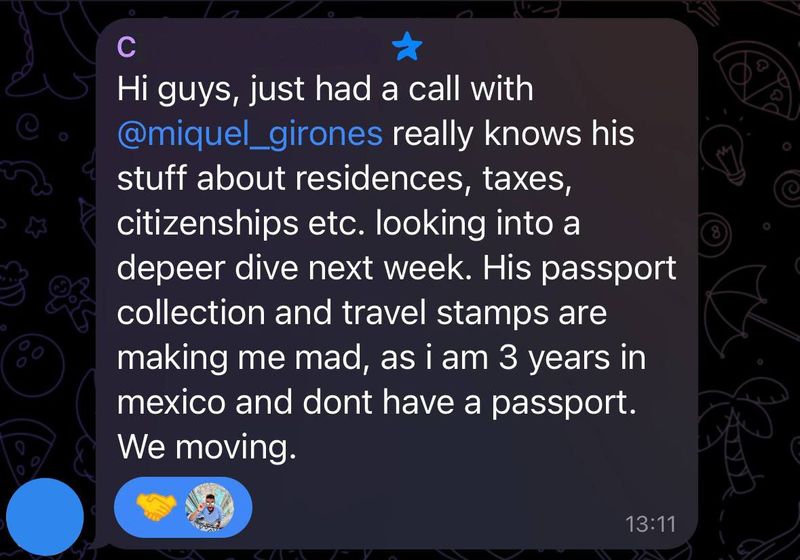 C
Hi guys, just had a call with
@miquel_girones really knows his
stuff about residences, taxes,
citizenships etc. looking into a
depeer dive next week. His passport
collection and travel stamps are
making me mad, as i am 3 years in
mexico and dont have a passport.
We moving.
13:11